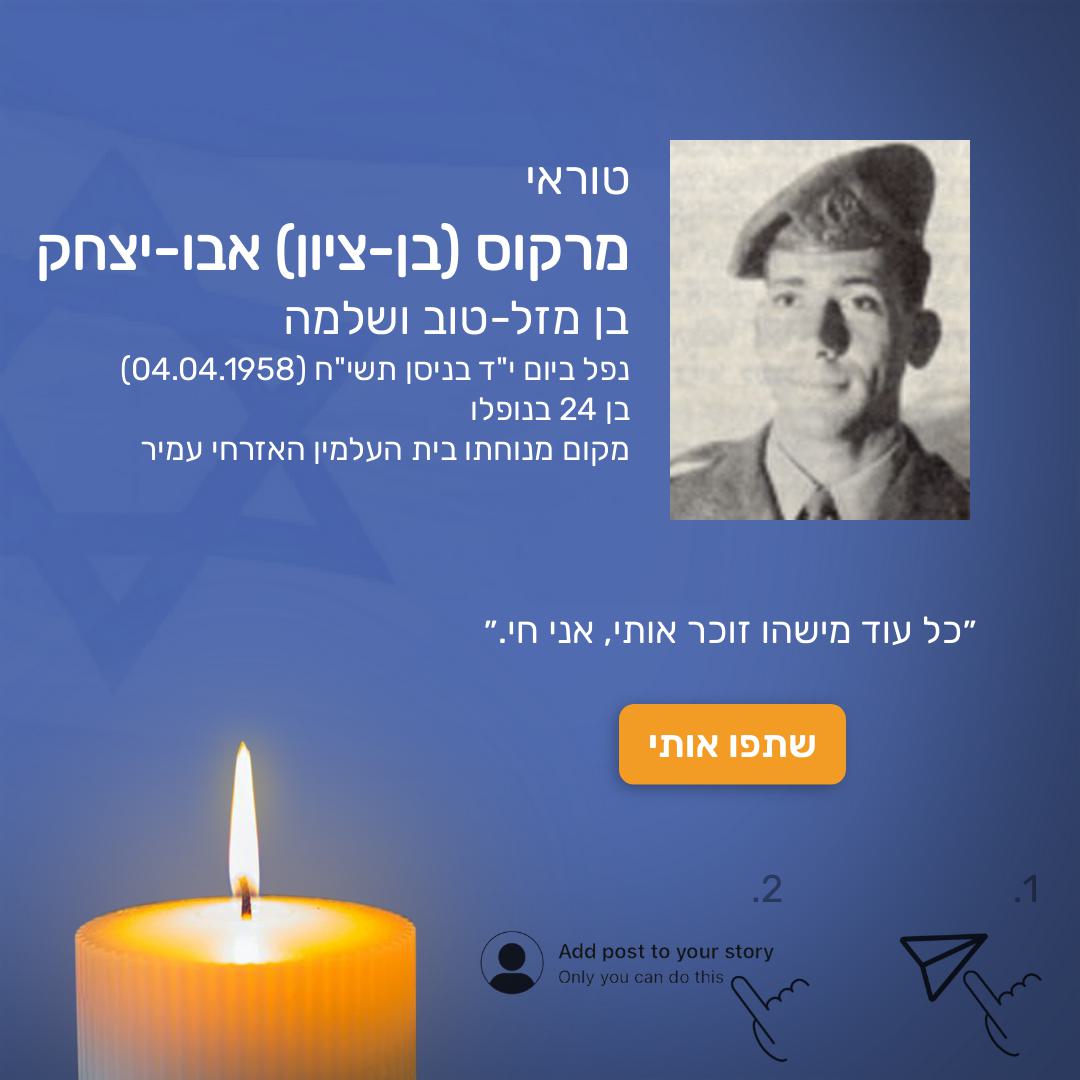 טוראי
מרקוס (בן-ציון) אבו-יצחק
בן מזל-טוב ושלמה
נפל ביום י"ד בניסן תשי"ח (04.04.1958)
בן 24 בנופלו
מקום מנוחתו בית העלמין האזרחי עמיר
״כל עוד מישהו זוכר אותי, אני חי.״
שתפו אותי
1.
2.
Add post to your story
Only you can do this